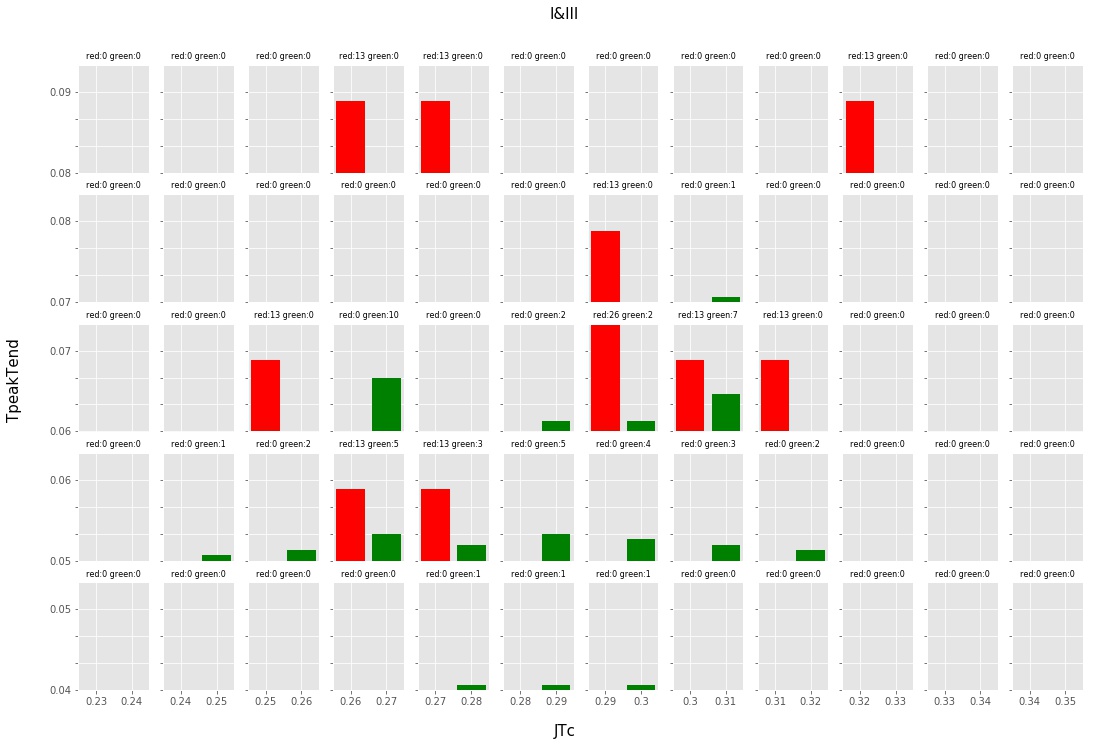 I&III
red:0 green:0 red:0 green:0 red:0 green:0 red:13 green:0 red:13 green:0 red:0 green:0 red:0 green:0 red:0 green:0 red:0 green:0 red:13 green:0 red:0 green:0 red:0 green:0
0.09
0.08
red:0 green:0 red:0 green:0 red:0 green:0 red:0 green:0 red:0 green:0 red:0 green:0 red:13 green:0 red:0 green:1 red:0 green:0 red:0 green:0 red:0 green:0 red:0 green:0
0.08
0.07
red:0 green:0 red:0 green:0 red:13 green:0 red:0 green:10 red:0 green:0 red:0 green:2 red:26 green:2 red:13 green:7 red:13 green:0 red:0 green:0 red:0 green:0 red:0 green:0
0.07
TpeakTend
0.06
red:0 green:0 red:0 green:1 red:0 green:2 red:13 green:5 red:13 green:3 red:0 green:5 red:0 green:4 red:0 green:3 red:0 green:2 red:0 green:0 red:0 green:0 red:0 green:0
0.06
0.05
red:0 green:0 red:0 green:0 red:0 green:0 red:0 green:0 red:0 green:1 red:0 green:1 red:0 green:1 red:0 green:0 red:0 green:0 red:0 green:0 red:0 green:0 red:0 green:0
0.05
0.04
0.23 0.24 0.24 0.25 0.25 0.26 0.26 0.27 0.27 0.28 0.28 0.29 0.29 0.3 0.3 0.31 0.31 0.32 0.32 0.33 0.33 0.34 0.34 0.35
JTc